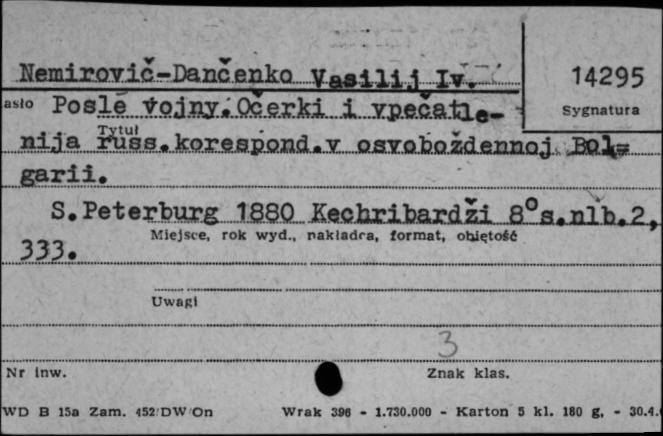 Nemirovič-Dančenko Vasilij Iv.
14295
Sygnatura
asło Posle vojny. Očerki i vpečatle-
Tytuł
nija russ.korespond.v osvoboždennoj Bol=
garii.
S.Peterburg 1880 Kechribardži 8°s.nlb.2,
Miejsce, rok wyd., nakładca, format, objętość
333.
Uwagi
3
Nr inw.
Znak klas.
WD B 15a Zam. 452/DW/On Wrak 396 - 1.730.000 - Karton 5 kl. 180 g. - 30.4.